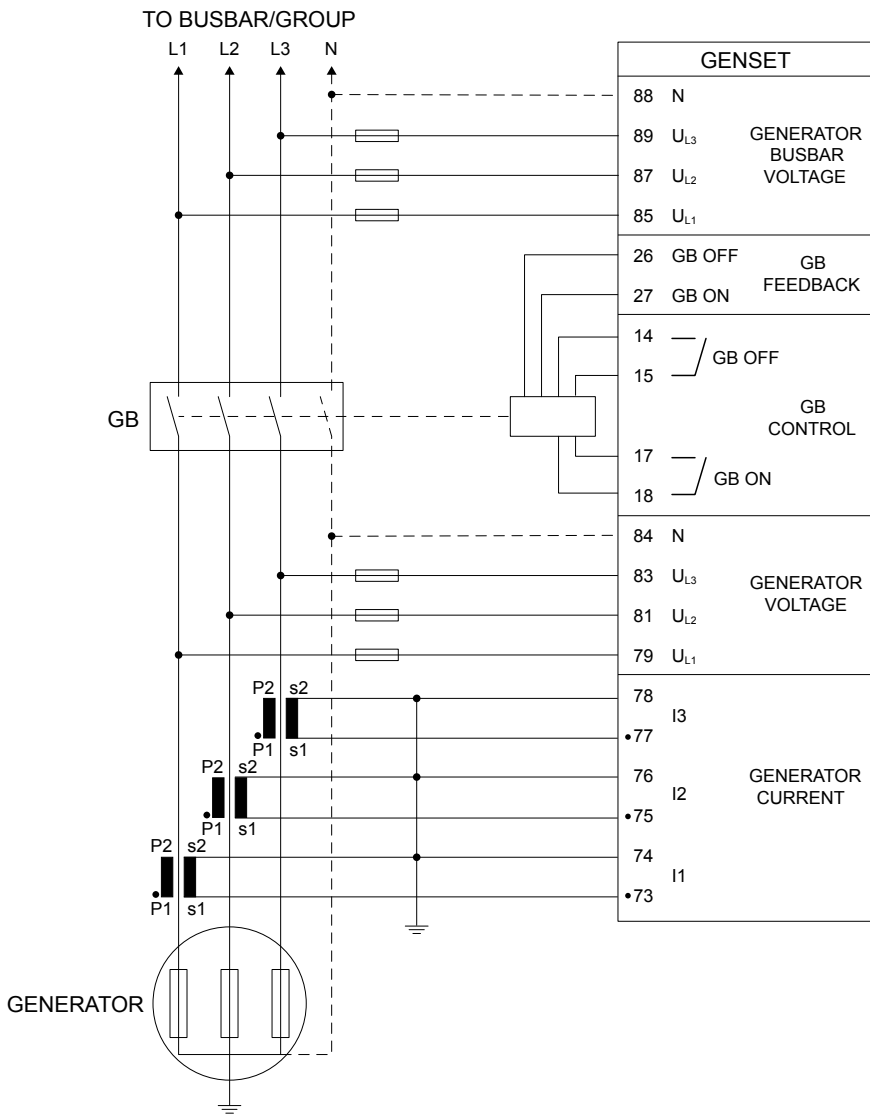 TO BUSBAR/GROUP
L1 L2 L3 N
GENSET
88 N
89 UL3
87 UL2
85 UL1
GENERATOR
BUSBAR
VOLTAGE
26 GB OFF
27 GB ON
GB
FEEDBACK
14
15
GB OFF
17
18
GB ON
GB
CONTROL
GB
84 N
83 UL3
81 UL2
79 UL1
GENERATOR
VOLTAGE
P2 s2
P1 s1
P2 s2
P1 s1
P2 s2
P1 s1
78
I3
77
76
I2
75
74
I1
73
GENERATOR
CURRENT
GENERATOR